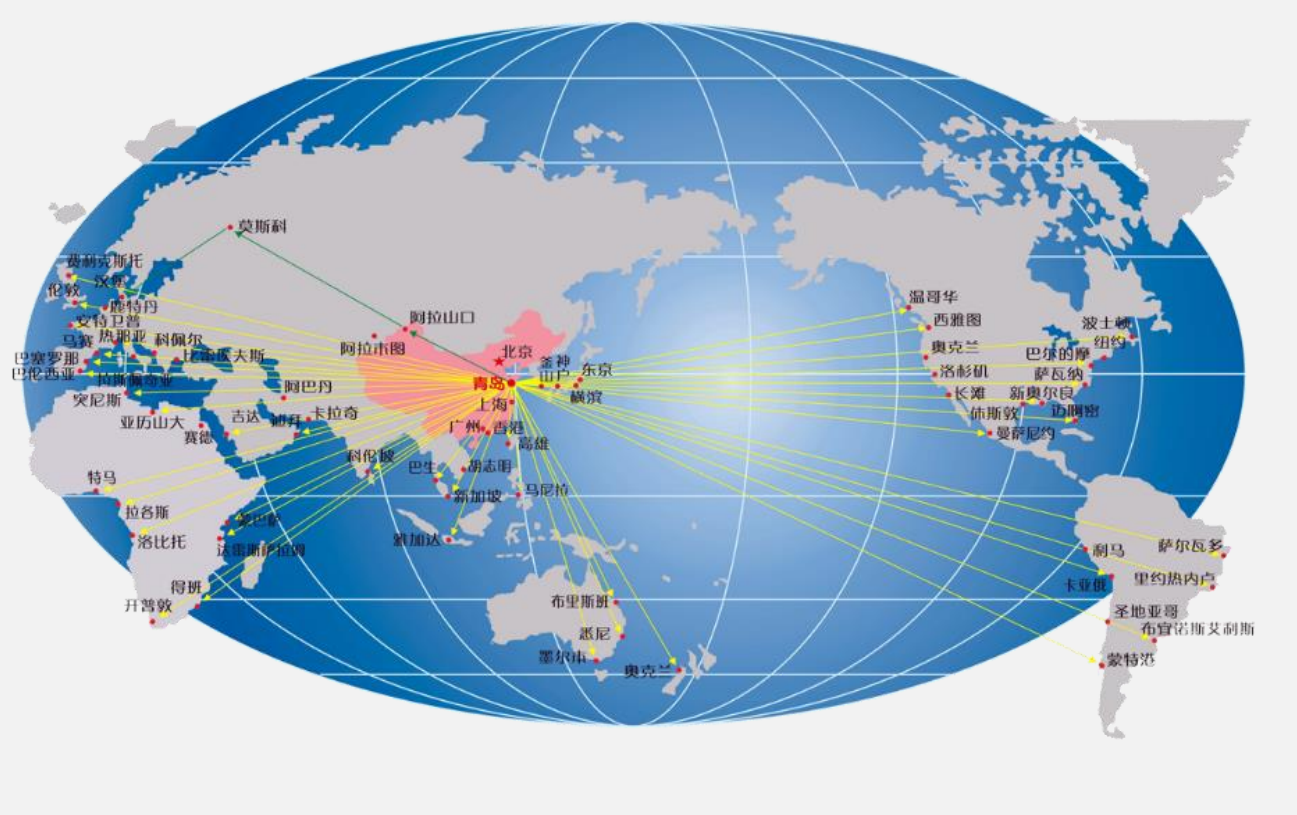 莫斯科
费利克斯托
汉堡
伦敦
鹿特丹
安特卫普
热那亚
科佩尔
马赛
比雷埃夫斯
巴塞罗那
巴伦西亚
拉斯佩奇亚
突尼斯
亚历山大
赛德
吉达
阿巴丹
卡拉奇
阿拉山口
阿拉木图
北京
青岛
釜山
神户
东京
横滨
上海
广州
香港
高雄
科伦坡
巴生
胡志明
新加坡
马尼拉
雅加达
特马
拉各斯
洛比托
蒙巴萨
达雷斯萨拉姆
得班
开普敦
布里斯班
悉尼
墨尔本
奥克兰
温哥华
西雅图
奥克兰
洛杉矶
长滩
波士顿
纽约
巴尔的摩
萨瓦纳
新奥尔良
休斯敦
迈阿密
曼萨尼约
利马
萨尔瓦多
卡亚俄
里约热内卢
圣地亚哥
布宜诺斯艾利斯
蒙特港